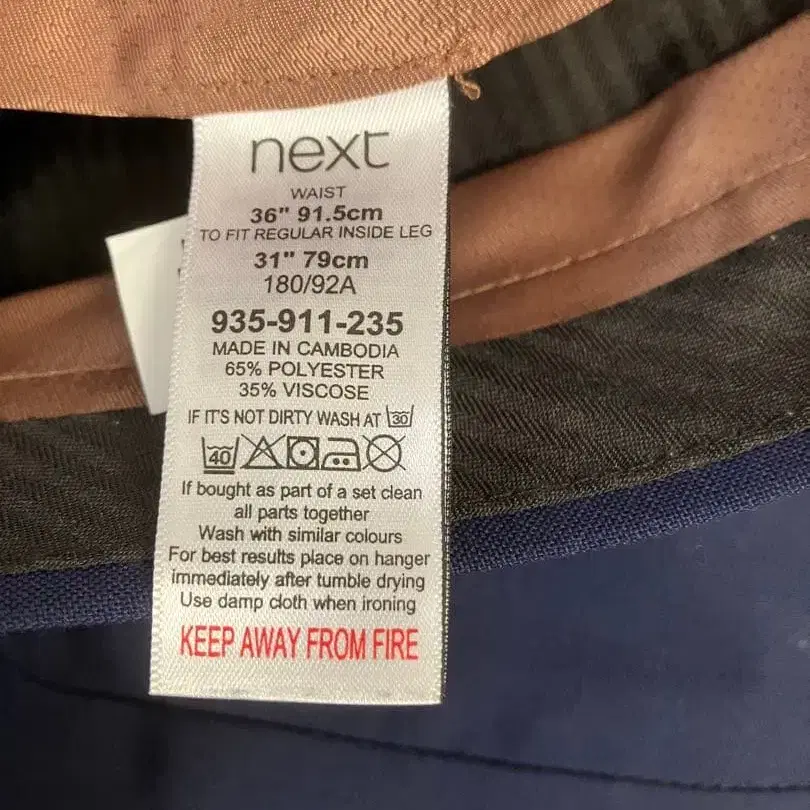 next
WAIST
36" 91.5cm
TO FIT REGULAR INSIDE LEG
31" 79cm
180/92A
935-911-235
MADE IN CAMBODIA
65% POLYESTER
35% VISCOSE
IF IT'S NOT DIRTY WASH AT 30
40
If bought as part of a set clean
all parts together
Wash with similar colours
For best results place on hanger
immediately after tumble drying
Use damp cloth when ironing
KEEP AWAY FROM FIRE